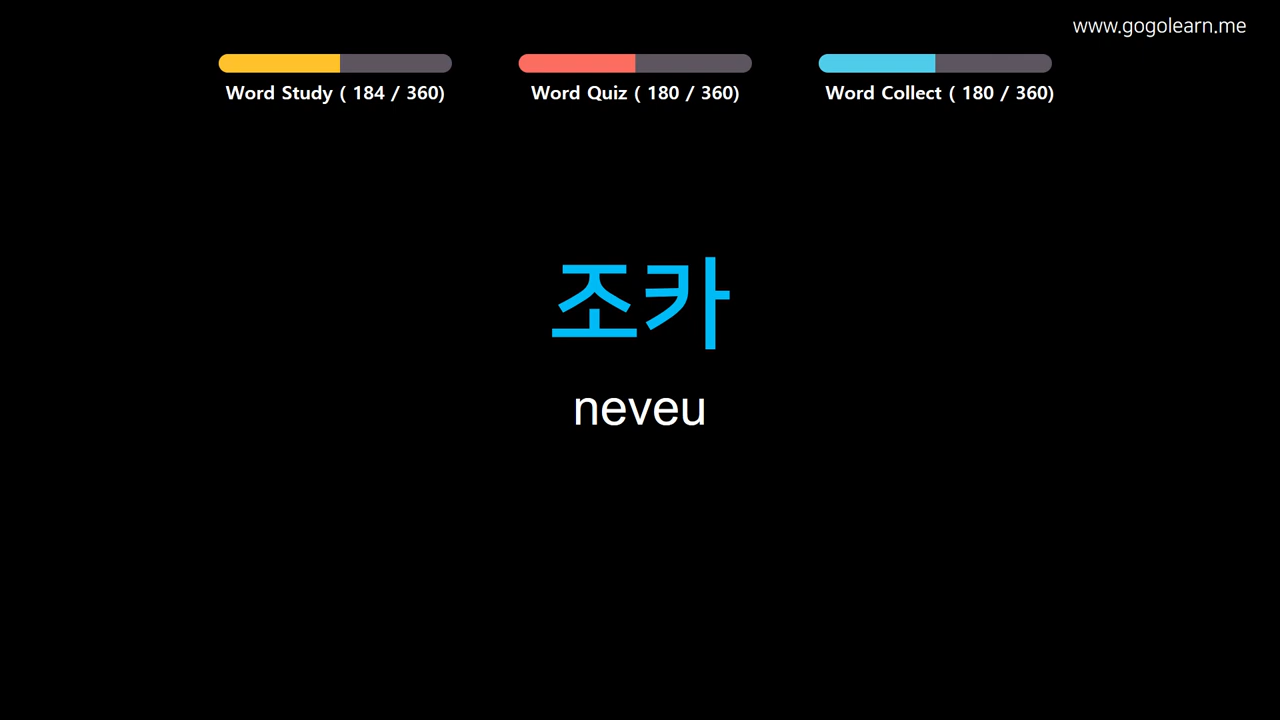 www.gogolearn.me
Word Study ( 184 / 360)
Word Quiz ( 180 / 360)
Word Collect ( 180 / 360)
조카
neveu